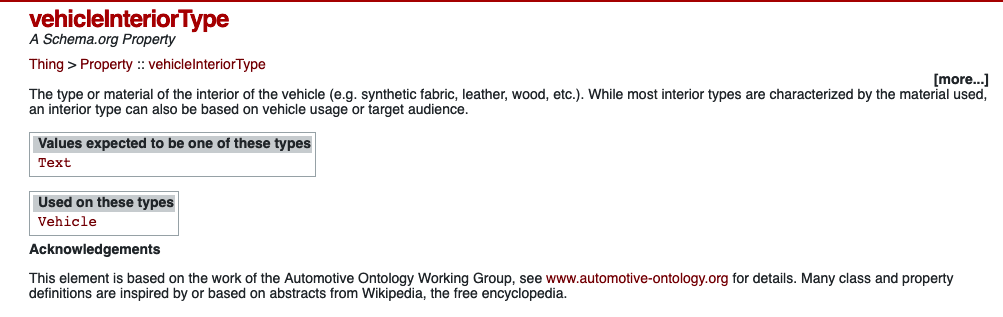 vehicleInteriorType
A Schema.org Property
Thing > Property :: vehicleInteriorType
[more...]
The type or material of the interior of the vehicle (e.g. synthetic fabric, leather, wood, etc.). While most interior types are characterized by the material used,
an interior type can also be based on vehicle usage or target audience.
Values expected to be one of these types
Text
Used on these types
Vehicle
Acknowledgements
This element is based on the work of the Automotive Ontology Working Group, see www.automotive-ontology.org for details. Many class and property
definitions are inspired by or based on abstracts from Wikipedia, the free encyclopedia.